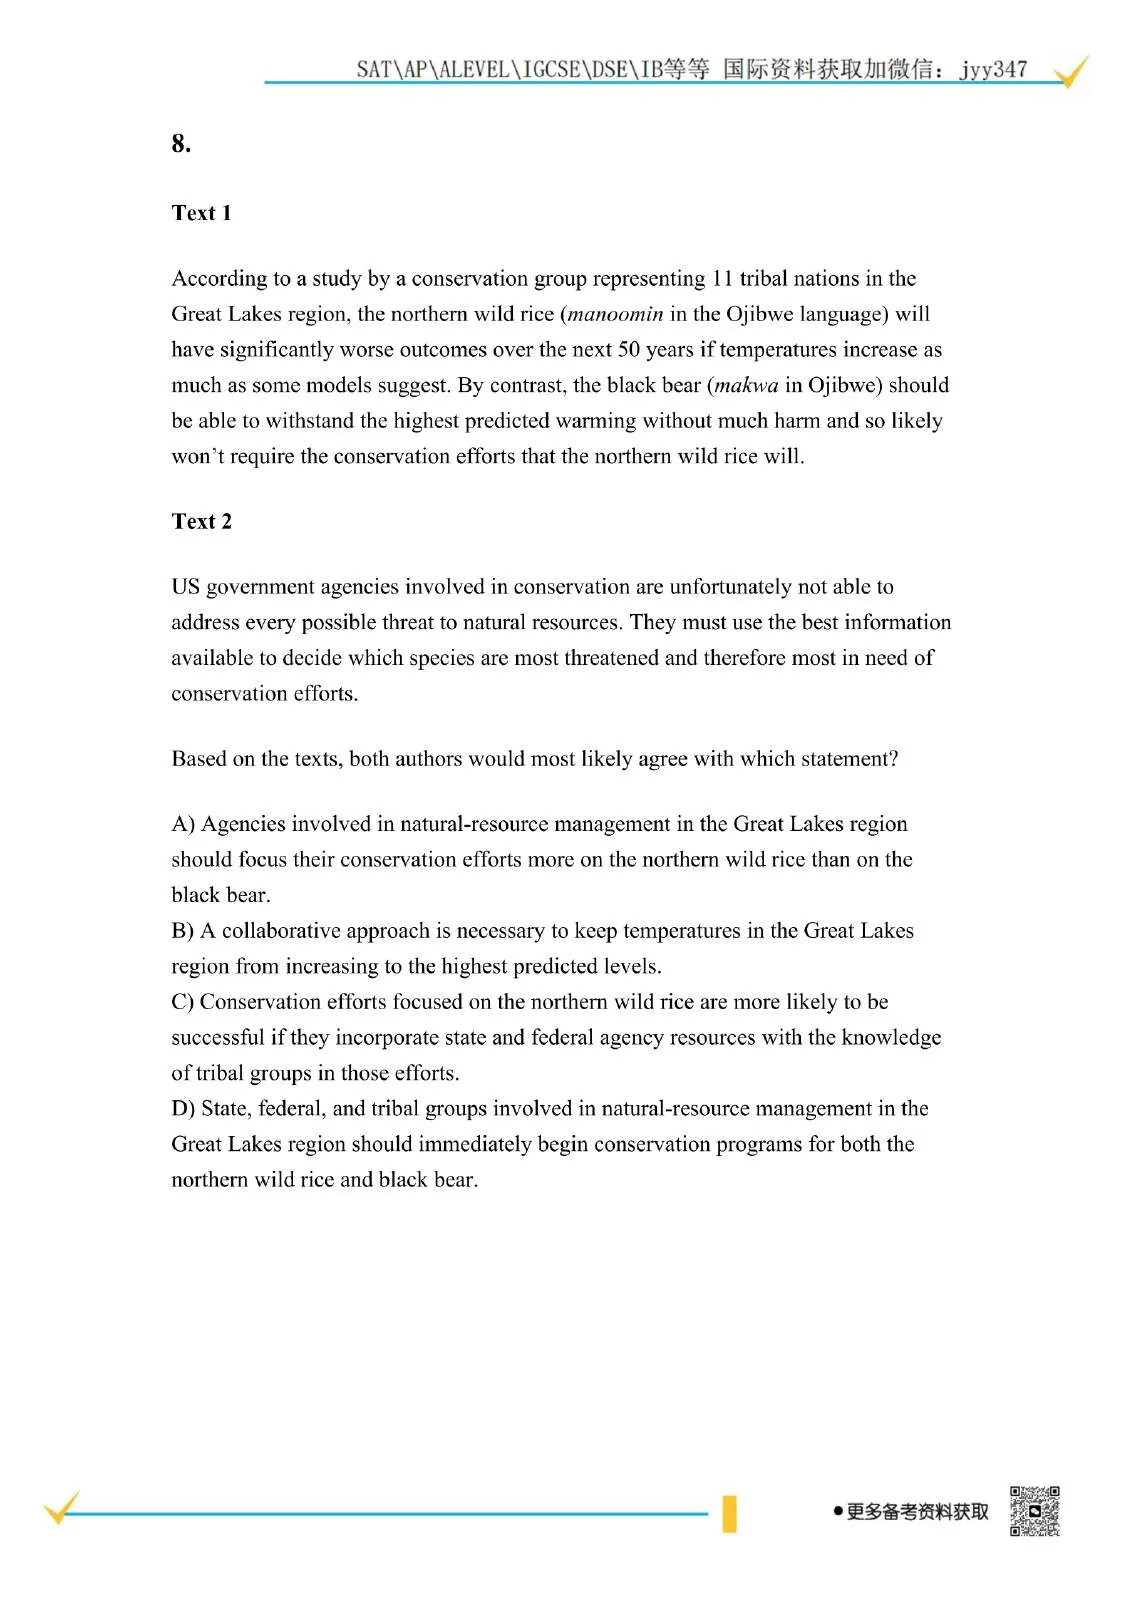 SAT\AP\ALEVEL\IGCSE\DSE\IB等等 国际资料获取加微信：jyy347
8.
Text 1
According to a study by a conservation group representing 11 tribal nations in the
Great Lakes region, the northern wild rice (manoomin in the Ojibwe language) will
have significantly worse outcomes over the next 50 years if temperatures increase as
much as some models suggest. By contrast, the black bear (makwa in Ojibwe) should
be able to withstand the highest predicted warming without much harm and so likely
won’t require the conservation efforts that the northern wild rice will.
Text 2
US government agencies involved in conservation are unfortunately not able to
address every possible threat to natural resources. They must use the best information
available to decide which species are most threatened and therefore most in need of
conservation efforts.
Based on the texts, both authors would most likely agree with which statement?
A) Agencies involved in natural-resource management in the Great Lakes region
should focus their conservation efforts more on the northern wild rice than on the
black bear.
B) A collaborative approach is necessary to keep temperatures in the Great Lakes
region from increasing to the highest predicted levels.
C) Conservation efforts focused on the northern wild rice are more likely to be
successful if they incorporate state and federal agency resources with the knowledge
of tribal groups in those efforts.
D) State, federal, and tribal groups involved in natural-resource management in the
Great Lakes region should immediately begin conservation programs for both the
northern wild rice and black bear.
●更多备考资料获取